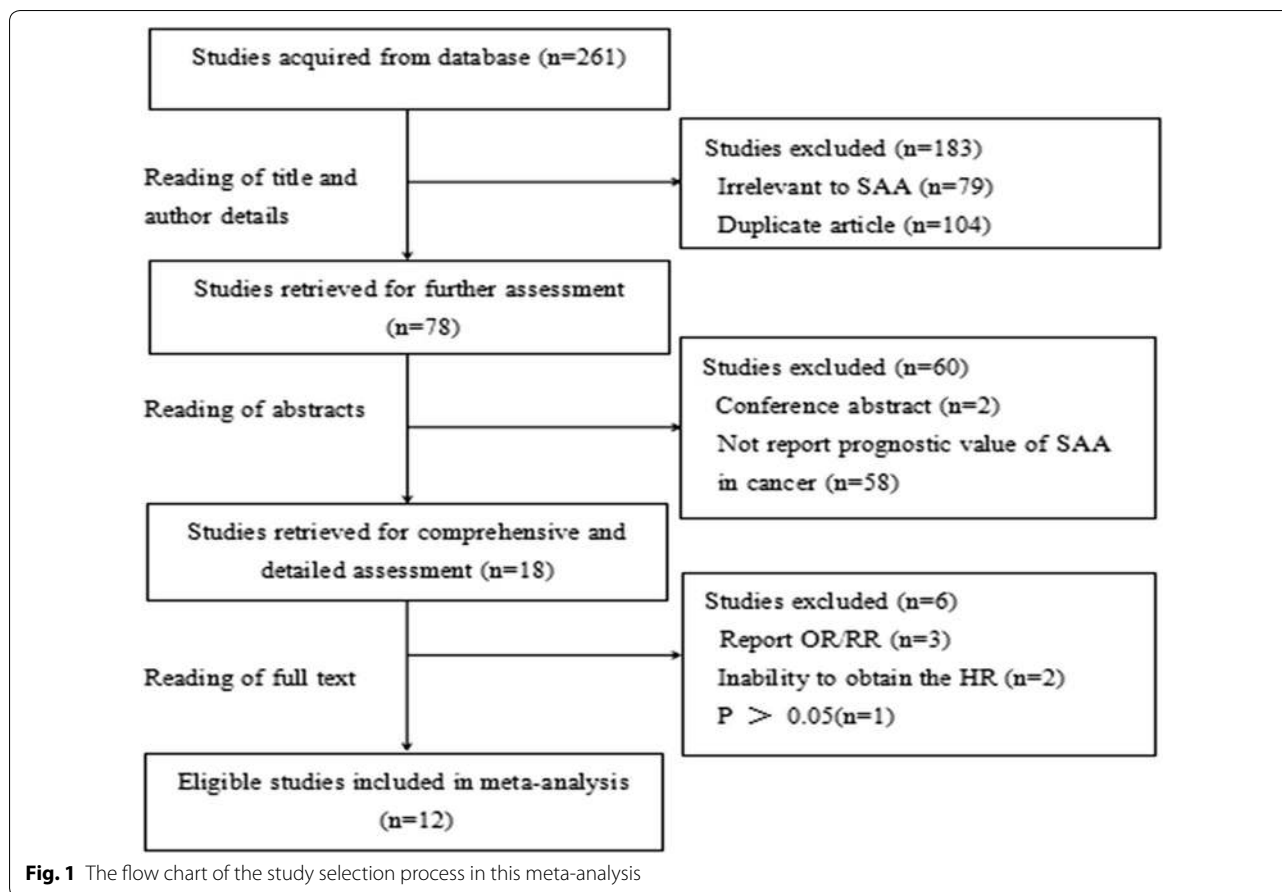 Studies acquired from database (n=261)
Reading of title and
author details
Studies excluded (n=183)
Irrelevant to SAA (n=79)
Duplicate article (n=104)
Studies retrieved for further assessment
(n=78)
Reading of abstracts
Studies excluded (n=60)
Conference abstract (n=2)
Not report prognostic value of SAA
in cancer (n=58)
Studies retrieved for comprehensive and
detailed assessment (n=18)
Reading of full text
Studies excluded (n=6)
Report OR/RR (n=3)
Inability to obtain the HR (n=2)
P > 0.05(n=1)
Eligible studies included in meta-analysis
(n=12)
Fig. 1 The flow chart of the study selection process in this meta-analysis